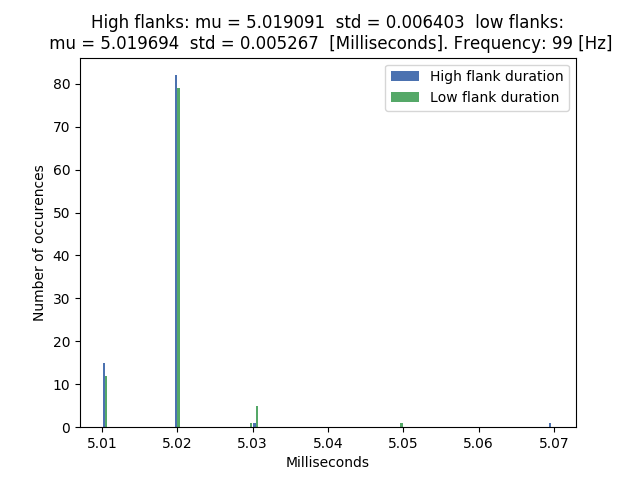 High flanks: mu = 5.019091  std = 0.006403  low flanks:
mu = 5.019694  std = 0.005267  [Milliseconds]. Frequency: 99 [Hz]
High flank duration
Low flank duration
Number of occurences
80
70
60
50
40
30
20
10
0
5.01 5.02 5.03 5.04 5.05 5.06 5.07
Milliseconds